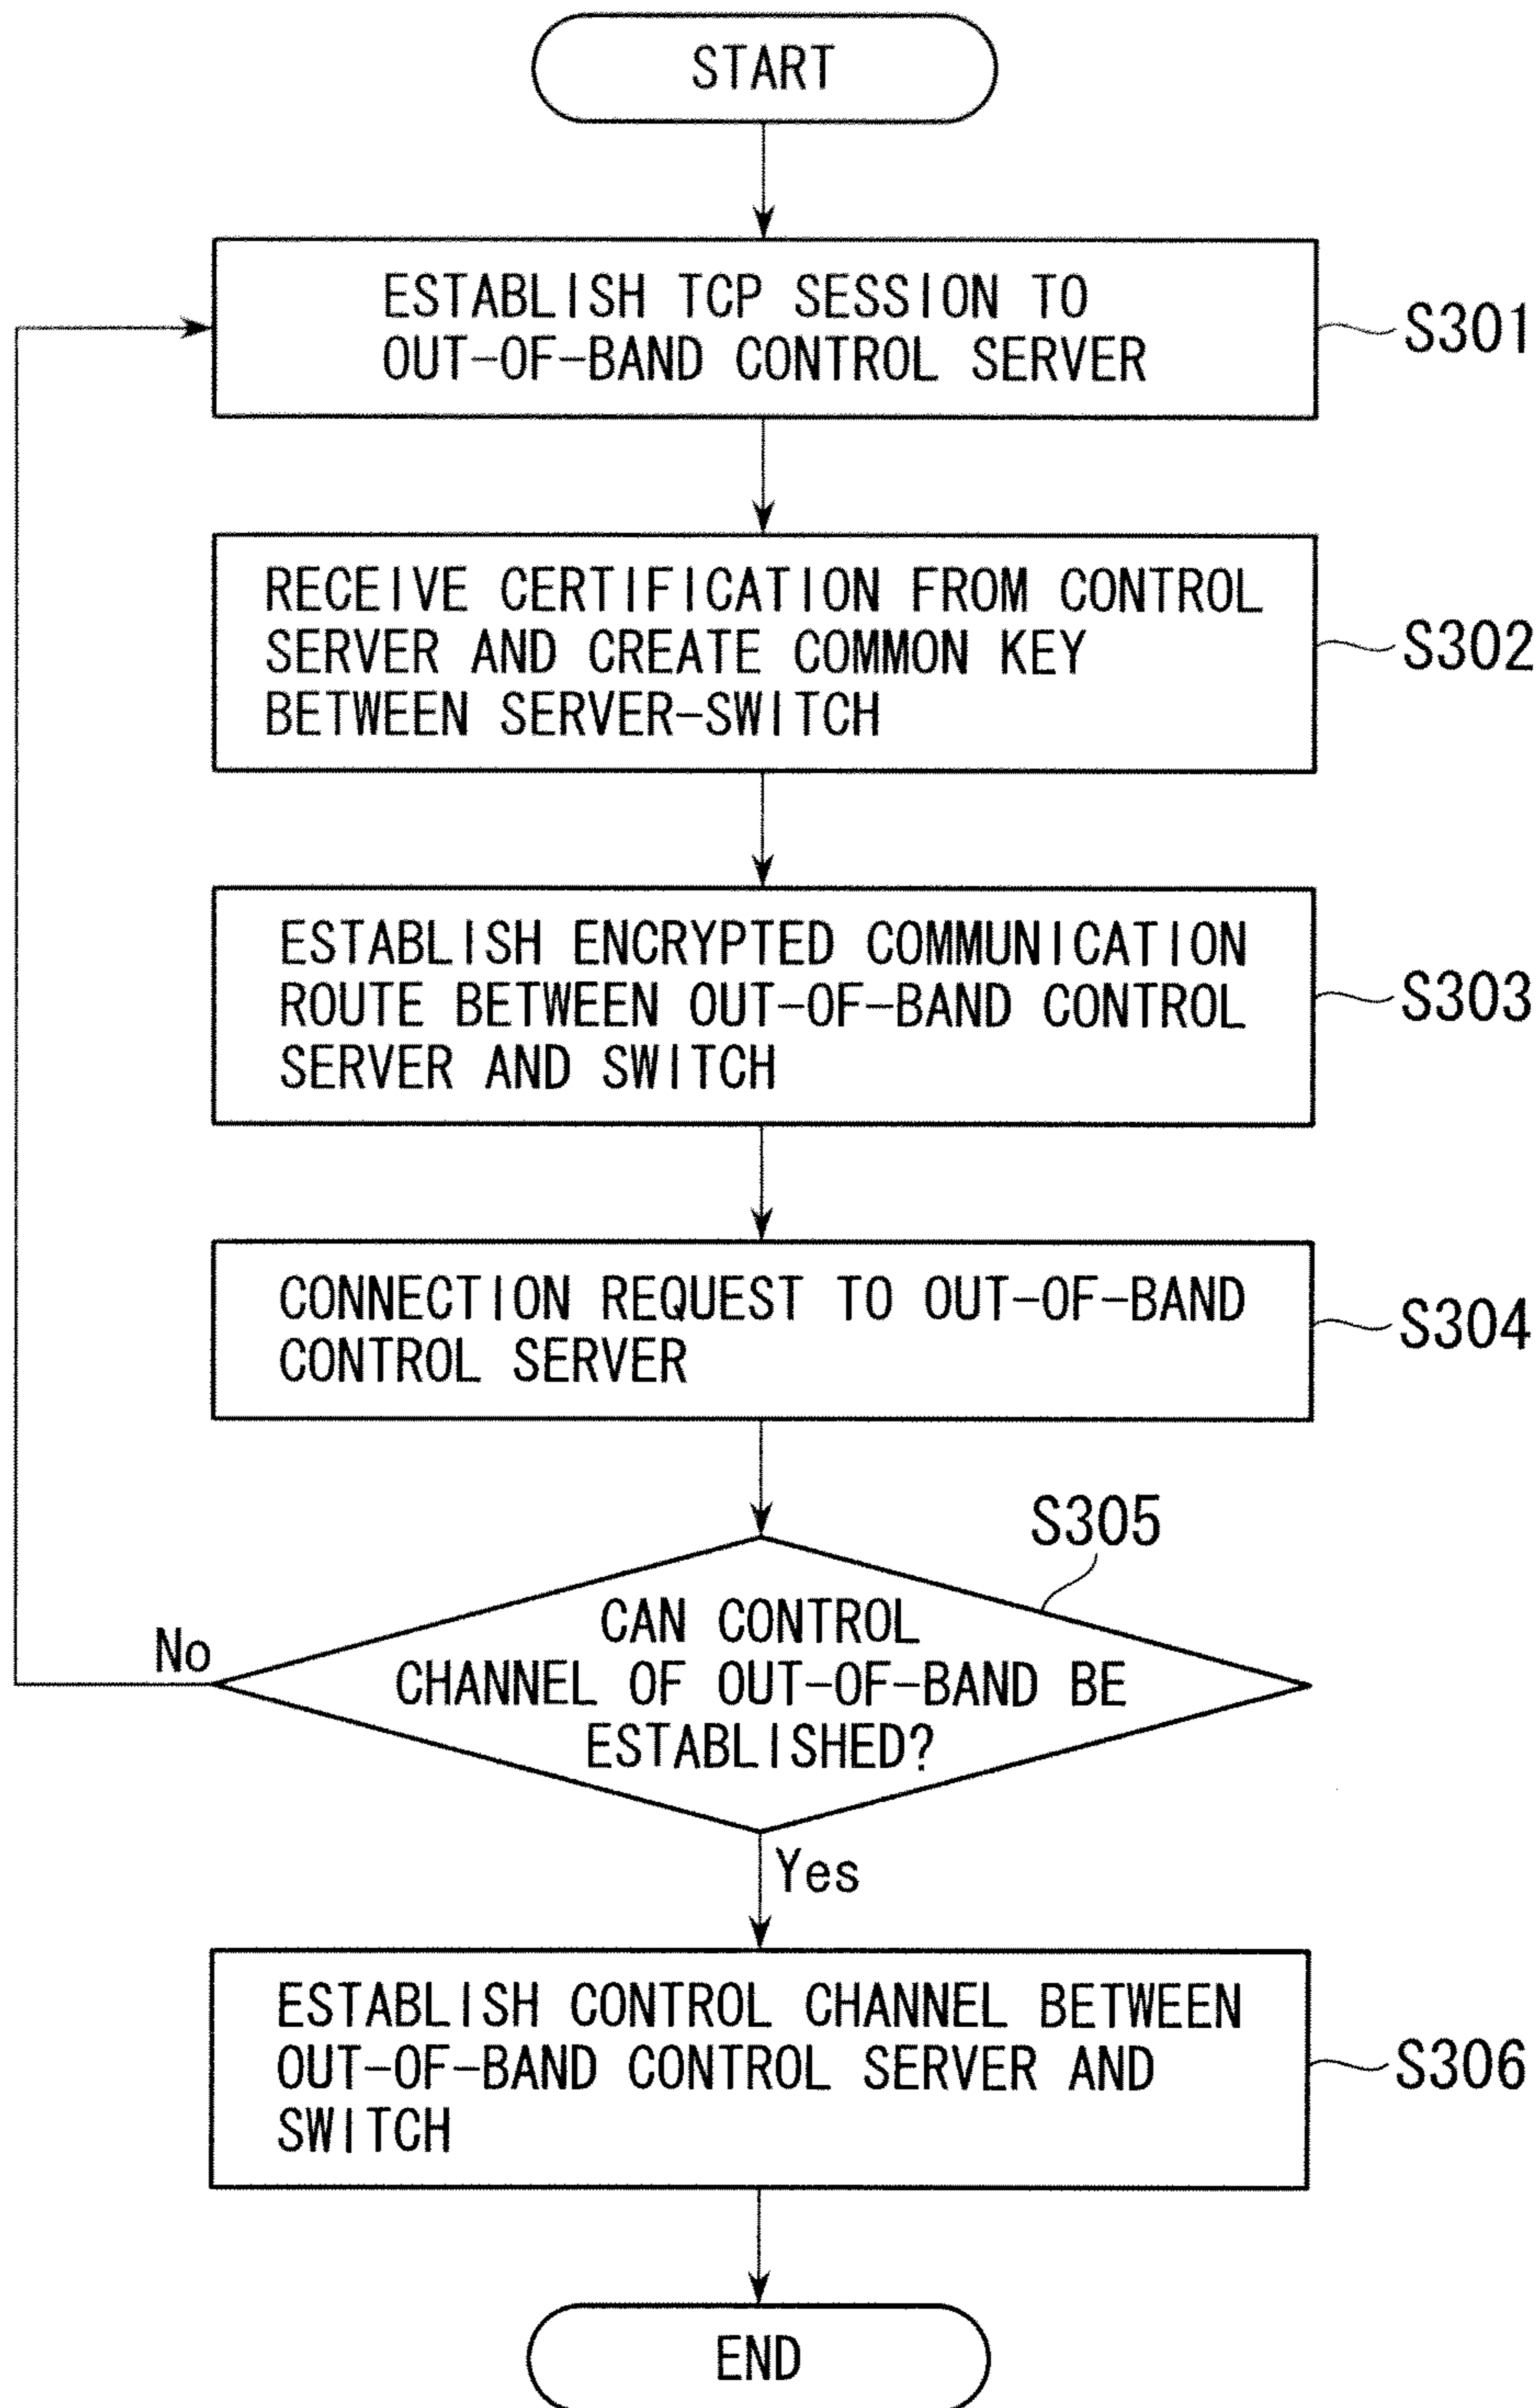 START
ESTABLISH TCP SESSION TO
OUT-OF-BAND CONTROL SERVER
S301
RECEIVE CERTIFICATION FROM CONTROL
SERVER AND CREATE COMMON KEY
BETWEEN SERVER-SWITCH
S302
ESTABLISH ENCRYPTED COMMUNICATION
ROUTE BETWEEN OUT-OF-BAND CONTROL
SERVER AND SWITCH
S303
CONNECTION REQUEST TO OUT-OF-BAND
CONTROL SERVER
S304
S305
CAN CONTROL
CHANNEL OF OUT-OF-BAND BE
ESTABLISHED?
No
Yes
ESTABLISH CONTROL CHANNEL BETWEEN
OUT-OF-BAND CONTROL SERVER AND
SWITCH
S306
END